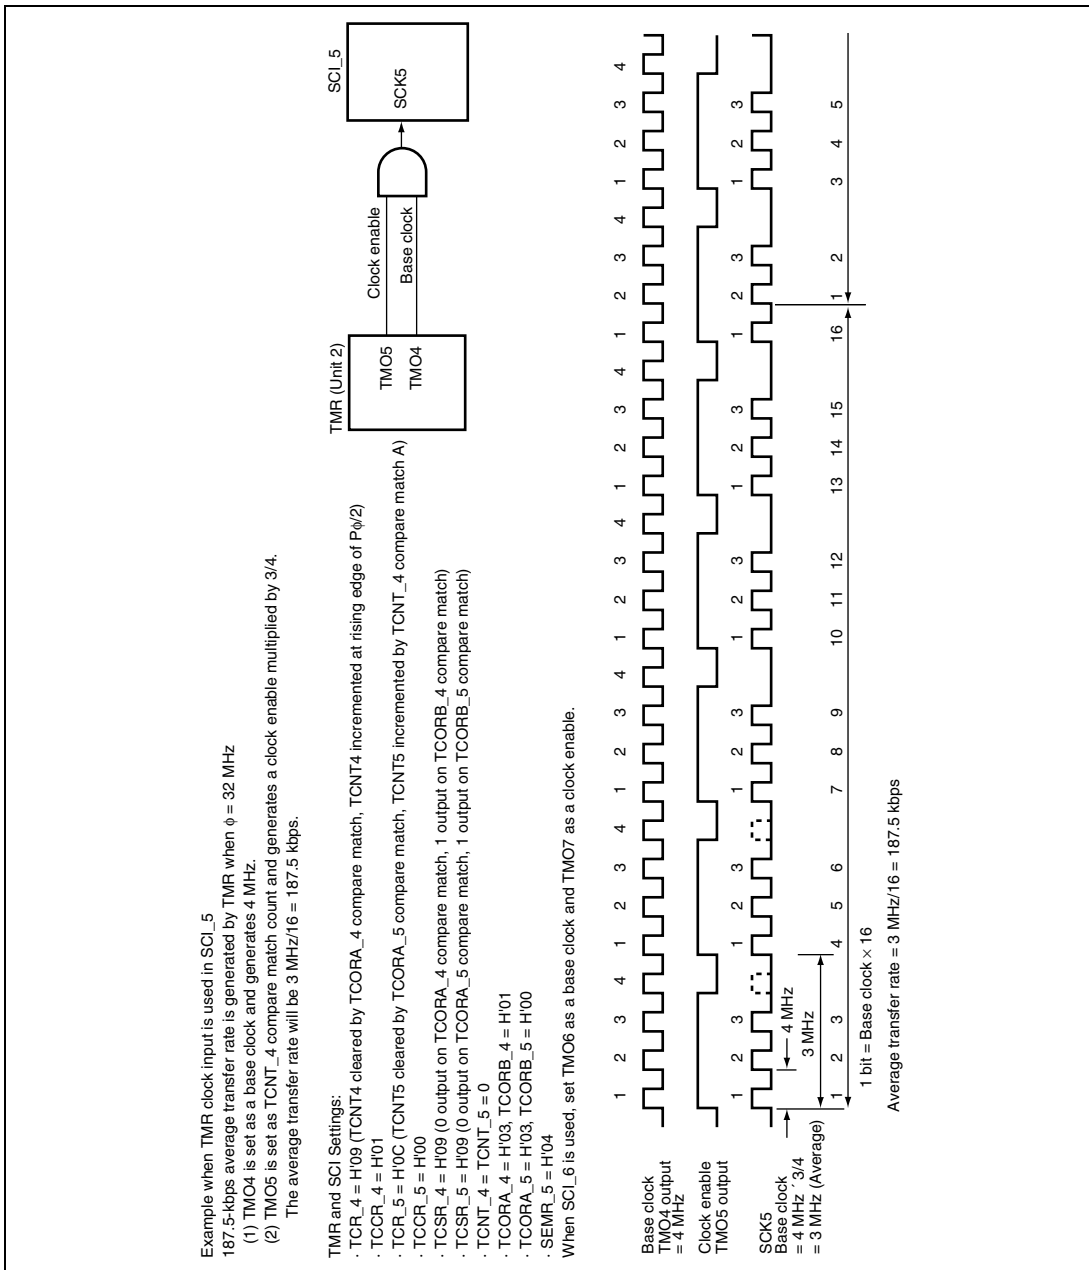 Example when TMR clock input is used in SCI_5
187.5-kbps average transfer rate is generated by TMR when φ = 32 MHz
(1) TMO4 is set as a base clock and generates 4 MHz.
(2) TMO5 is set as TCNT_4 compare match count and generates a clock enable multiplied by 3/4.
The average transfer rate will be 3 MHz/16 = 187.5 kbps.
TMR and SCI Settings:
· TCR_4 = H'09 (TCNT4 cleared by TCORA_4 compare match, TCNT4 incremented at rising edge of Pφ/2)
· TCCR_4 = H'01
· TCR_5 = H'0C (TCNT5 cleared by TCORA_5 compare match, TCNT5 incremented by TCNT_4 compare match A)
· TCCR_5 = H'00
· TCSR_4 = H'09 (0 output on TCORA_4 compare match, 1 output on TCORB_4 compare match)
· TCSR_5 = H'09 (0 output on TCORA_5 compare match, 1 output on TCORB_5 compare match)
· TCNT_4 = TCNT_5 = 0
· TCORA_4 = H'03, TCORB_4 = H'01
· TCORA_5 = H'03, TCORB_5 = H'00
· SEMR_5 = H'04
When SCI_6 is used, set TMO6 as a base clock and TMO7 as a clock enable.
TMR (Unit 2)
TMO5
TMO4
Clock enable
Base clock
SCI_5
SCK5
1 2 3 4 1 2 3 4 1 2 3 4 1 2 3 4 1 2 3 4 1 2 3 4 1 2 3 4
Base clock
TMO4 output
= 4 MHz
Clock enable
TMO5 output
1 2 3 1 2 3 1 2 3 1 2 3 1 2 3 1 2 3 1 2 3
SCK5
Base clock
= 4 MHz ´ 3/4
= 3 MHz (Average)
4 MHz
3 MHz
1 2 3 4 5 6 7 8 9 10 11 12 13 14 15 16 1 2 3 4 5
1 bit = Base clock × 16
Average transfer rate = 3 MHz/16 = 187.5 kbps